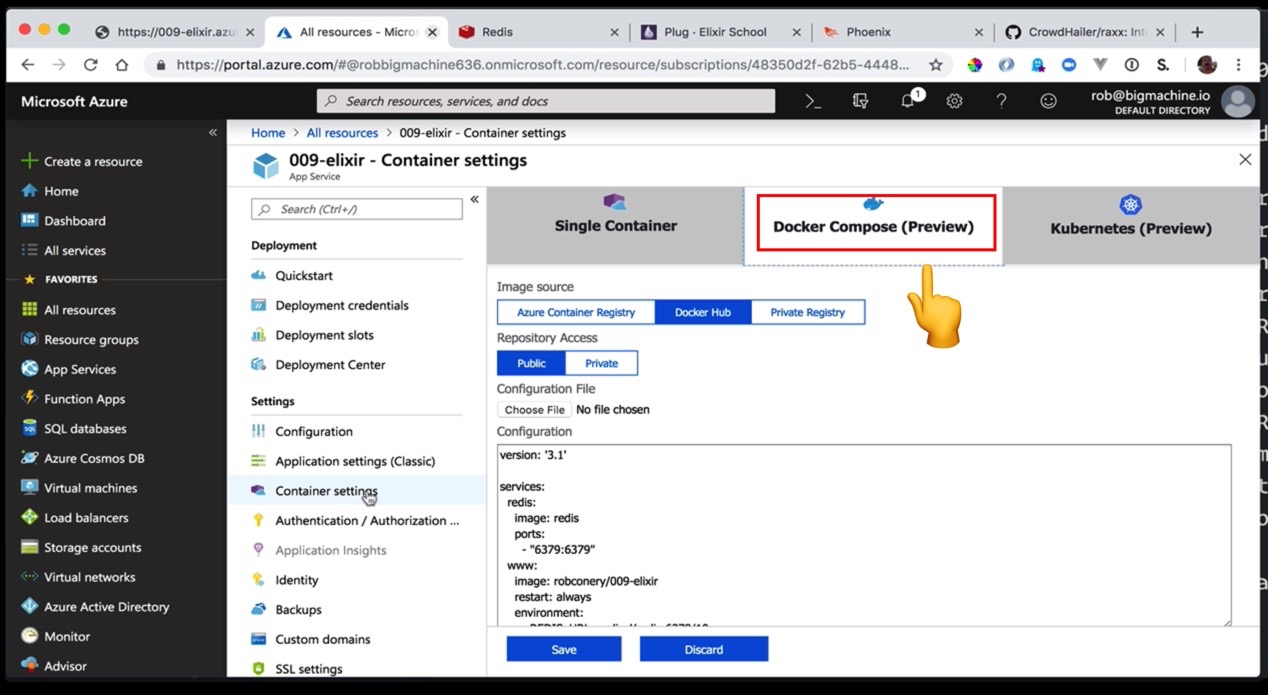 https://009-elixir.azu
All resources - Micros
Redis
Plug · Elixir School
Phoenix
CrowdHailer/raxx: Inte
https://portal.azure.com/#@robbigmachine636.onmicrosoft.com/resource/subscriptions/48350d2f-62b5-4448...
Microsoft Azure
Search resources, services, and docs
1
rob@bigmachine.io
DEFAULT DIRECTORY
Create a resource
Home
Dashboard
All services
FAVORITES
All resources
Resource groups
App Services
Function Apps
SQL databases
Azure Cosmos DB
Virtual machines
Load balancers
Storage accounts
Virtual networks
Azure Active Directory
Monitor
Advisor
Home > All resources > 009-elixir - Container settings
009-elixir - Container settings
App Service
Search (Ctrl+/)
Deployment
Quickstart
Deployment credentials
Deployment slots
Deployment Center
Settings
Configuration
Application settings (Classic)
Container settings
Authentication / Authorization ...
Application Insights
Identity
Backups
Custom domains
SSL settings
Single Container
Docker Compose (Preview)
Kubernetes (Preview)
Image source
Azure Container Registry
Docker Hub
Private Registry
Repository Access
Public
Private
Configuration File
Choose File No file chosen
Configuration
version: '3.1'
services:
redis:
image: redis
ports:
- "6379:6379"
www:
image: robconery/009-elixir
restart: always
environment:
Save
Discard